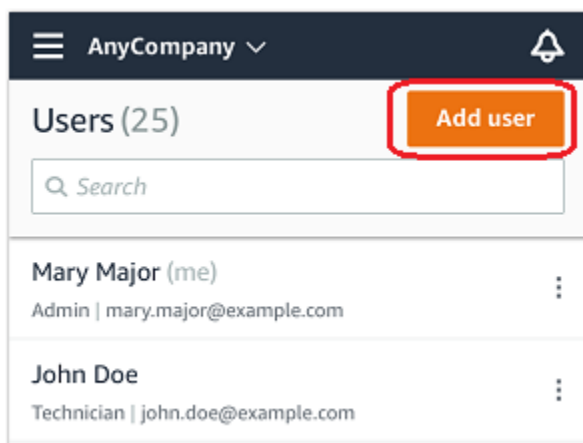 AnyCompany
Users (25)
Add user
Search
Mary Major (me)
Admin | mary.major@example.com
John Doe
Technician | john.doe@example.com